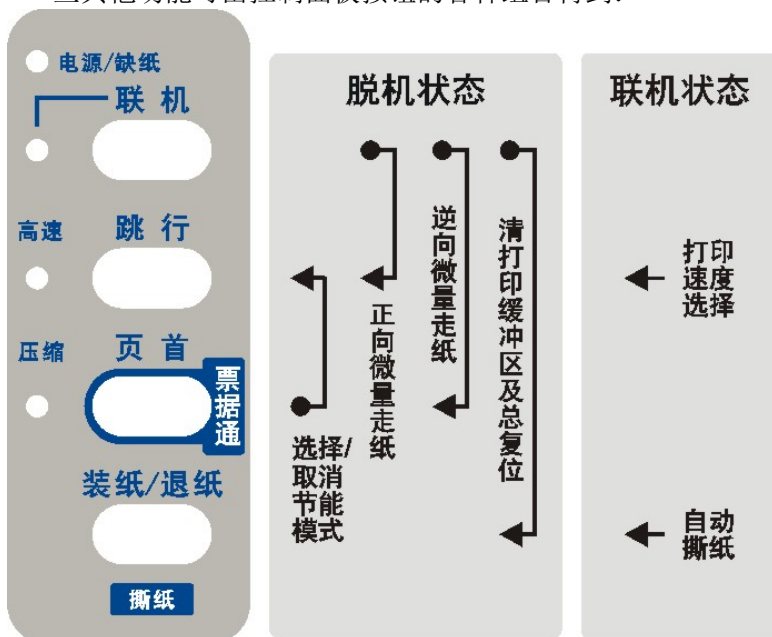 电源/缺纸
联 机
高速
跳 行
压缩
页 首
票据通
装纸/退纸
撕纸
脱机状态
选择/
取消
节能
模式
正向微量走纸
逆向微量走纸
清打印缓冲区及总复位
联机状态
打印
速度
选择
自动
撕纸